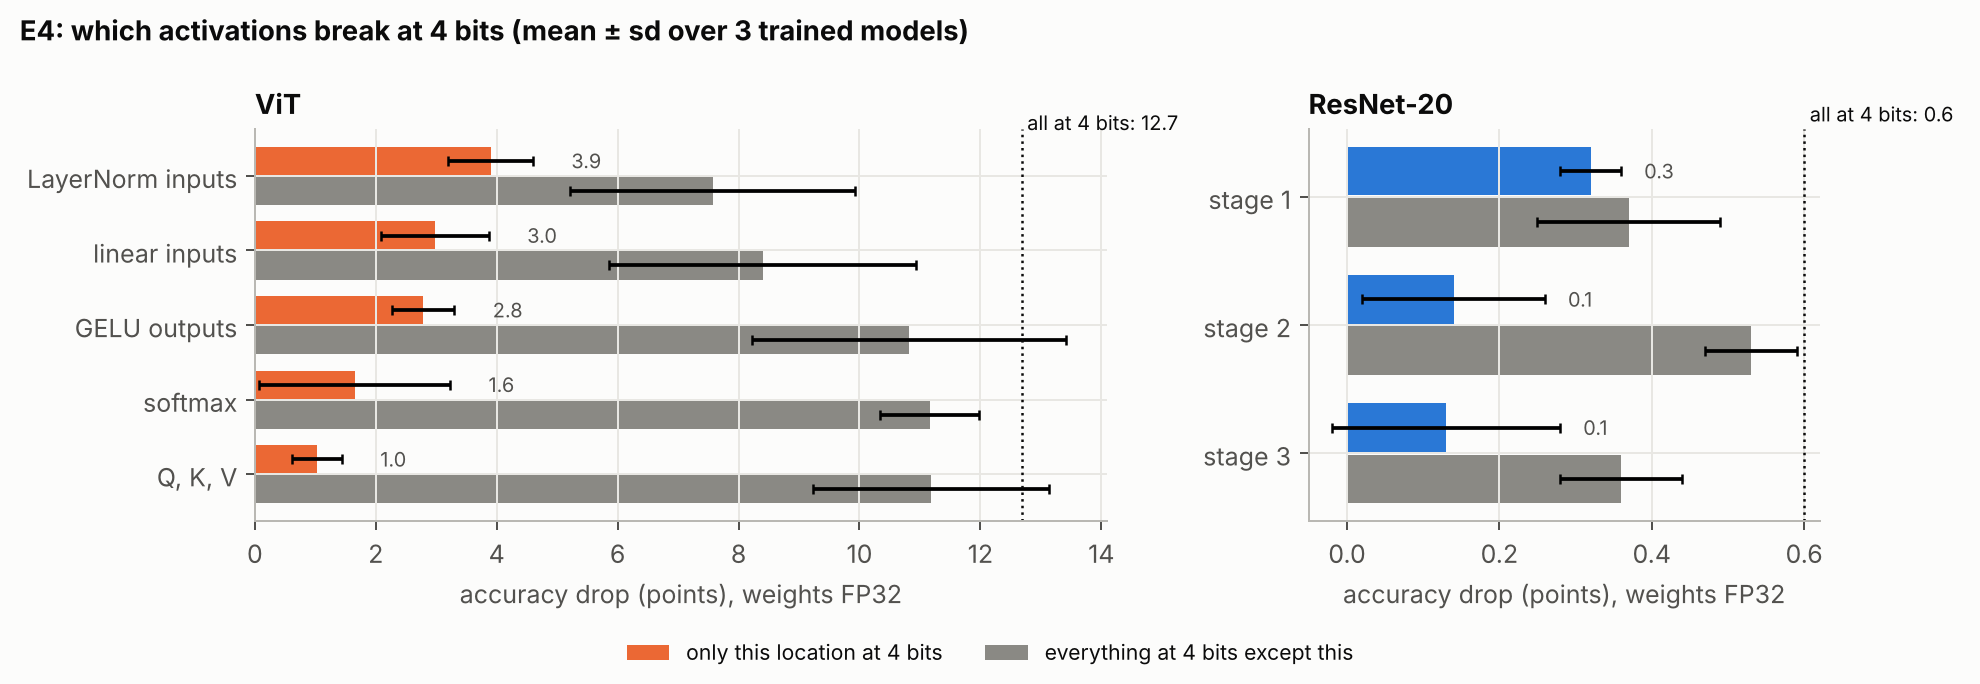 E4: which activations break at 4 bits (mean ± sd over 3 trained models)
ViT
all at 4 bits: 12.7
LayerNorm inputs
3.9
linear inputs
3.0
GELU outputs
2.8
softmax
1.6
Q, K, V
1.0
0 2 4 6 8 10 12 14
accuracy drop (points), weights FP32
ResNet-20
all at 4 bits: 0.6
stage 1
0.3
stage 2
0.1
stage 3
0.1
0.0 0.2 0.4 0.6
accuracy drop (points), weights FP32
only this location at 4 bits
everything at 4 bits except this